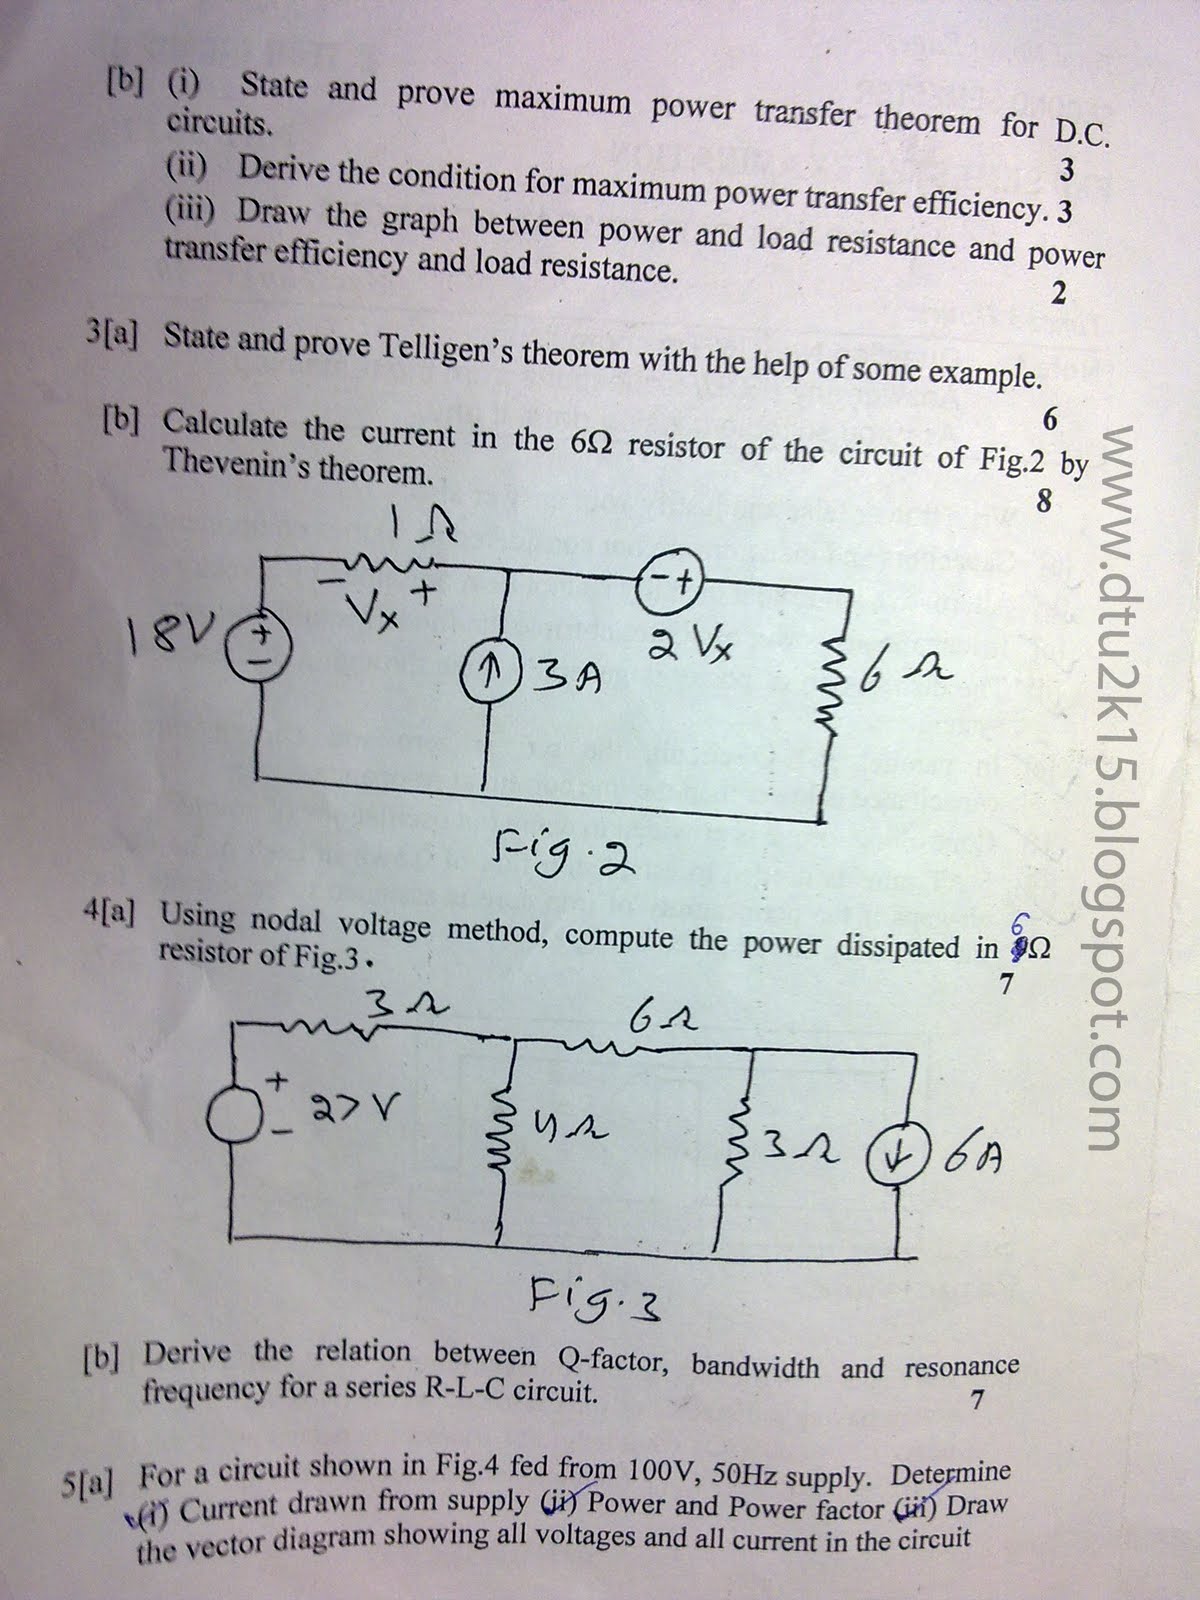 [b] (i) State and prove maximum power transfer theorem for D.C.
circuits.
3
(ii) Derive the condition for maximum power transfer efficiency. 3
(iii) Draw the graph between power and load resistance and power
transfer efficiency and load resistance.
2
3[a] State and prove Telligen's theorem with the help of some example.
6
[b] Calculate the current in the 6Ω resistor of the circuit of Fig.2 by
Thevenin's theorem.
8
1Ω
- Vx +
18V
+
-
3A
- +
2Vx
6Ω
Fig.2
4[a] Using nodal voltage method, compute the power dissipated in 6Ω
resistor of Fig.3.
7
3Ω
6Ω
+
-
27V
4Ω
3Ω
6A
Fig.3
[b] Derive the relation between Q-factor, bandwidth and resonance
frequency for a series R-L-C circuit.
7
5[a] For a circuit shown in Fig.4 fed from 100V, 50Hz supply. Determine
(i) Current drawn from supply (ii) Power and Power factor (iii) Draw
the vector diagram showing all voltages and all current in the circuit
www.dtu2k15.blogspot.com